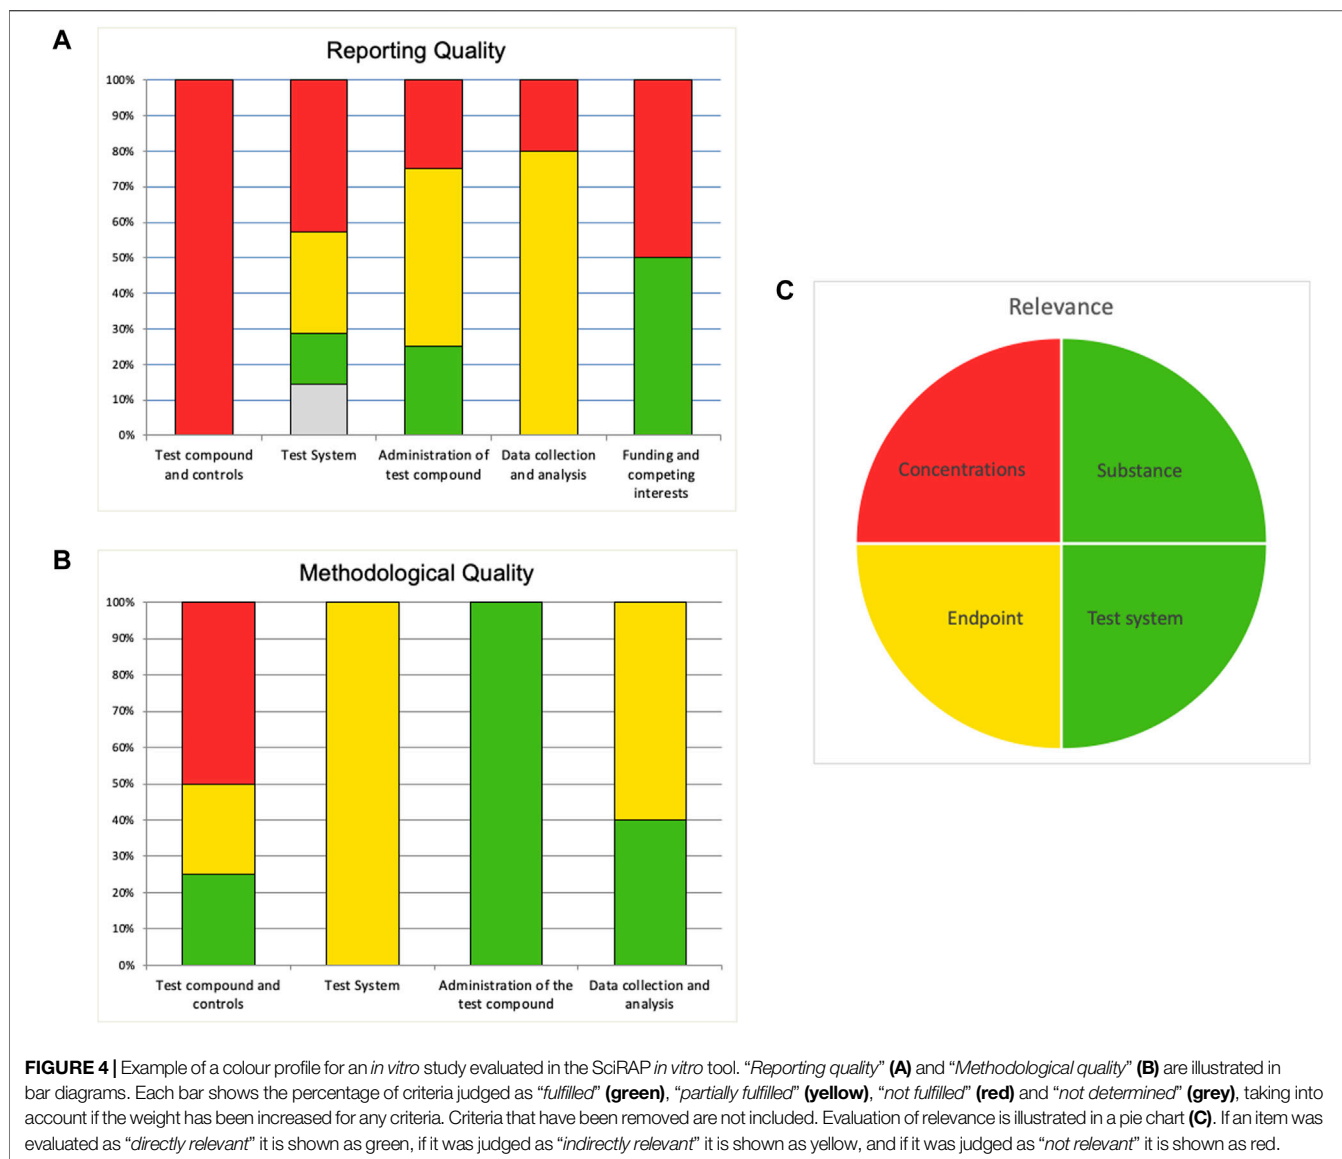 A
Reporting Quality
100%
90%
80%
70%
60%
50%
40%
30%
20%
10%
0%
Test compound and controls
Test System
Administration of test compound
Data collection and analysis
Funding and competing interests
B
Methodological Quality
100%
90%
80%
70%
60%
50%
40%
30%
20%
10%
0%
Test compound and controls
Test System
Administration of the test compound
Data collection and analysis
C
Relevance
Concentrations
Substance
Endpoint
Test system
FIGURE 4 | Example of a colour profile for an in vitro study evaluated in the SciRAP in vitro tool. “Reporting quality” (A) and “Methodological quality” (B) are illustrated in
bar diagrams. Each bar shows the percentage of criteria judged as “fulfilled” (green), “partially fulfilled” (yellow), “not fulfilled” (red) and “not determined” (grey), taking into
account if the weight has been increased for any criteria. Criteria that have been removed are not included. Evaluation of relevance is illustrated in a pie chart (C). If an item was
evaluated as “directly relevant” it is shown as green, if it was judged as “indirectly relevant” it is shown as yellow, and if it was judged as “not relevant” it is shown as red.